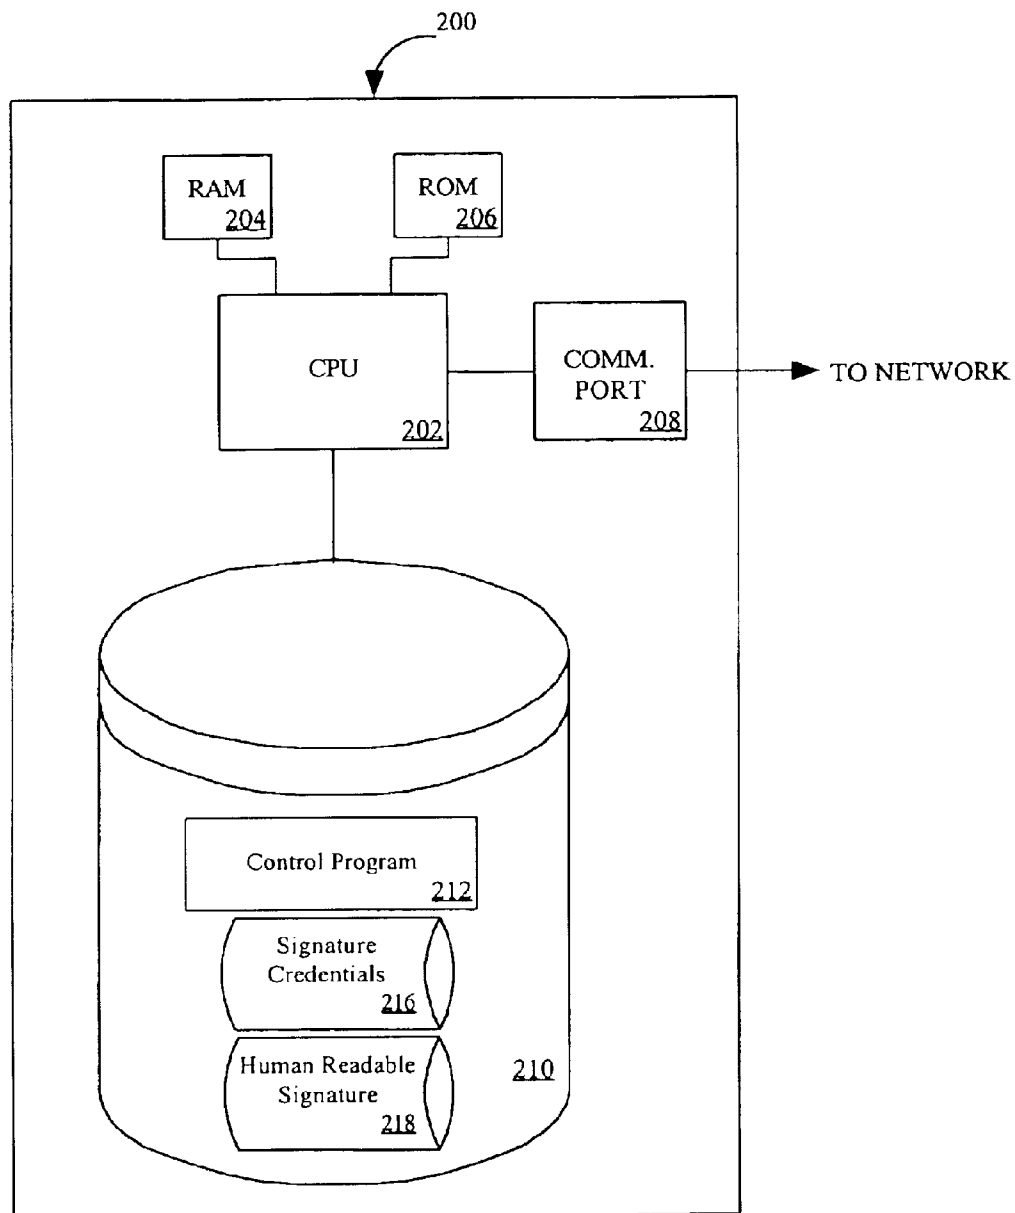 200
RAM
204
ROM
206
CPU
202
COMM.
PORT
208
TO NETWORK
Control Program
212
Signature
Credentials
216
Human Readable
Signature
218
210